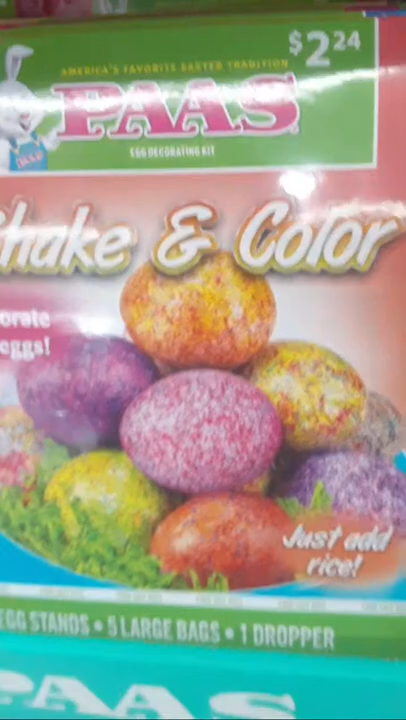 $2.24
AMERICA'S FAVORITE EASTER TRADITION
PAAS
EGG DECORATING KIT
hake & Color
orate
eggs!
Just add
rice!
EGG STANDS • 5 LARGE BAGS • 1 DROPPER
PAAS